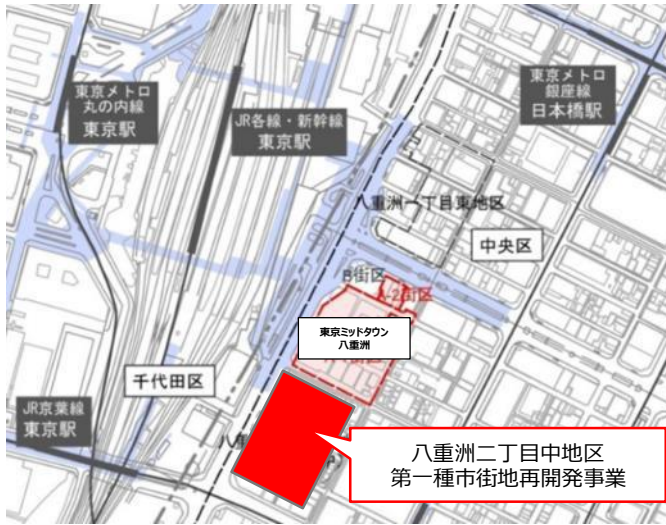 東京メトロ
丸の内線
東京駅
JR各線・新幹線
東京駅
東京メトロ
銀座線
日本橋駅
八重洲一丁目東地区
中央区
B街区
A-2街区
東京ミッドタウン
八重洲
千代田区
JR京葉線
東京駅
八重洲二丁目中地区
第一種市街地再開発事業